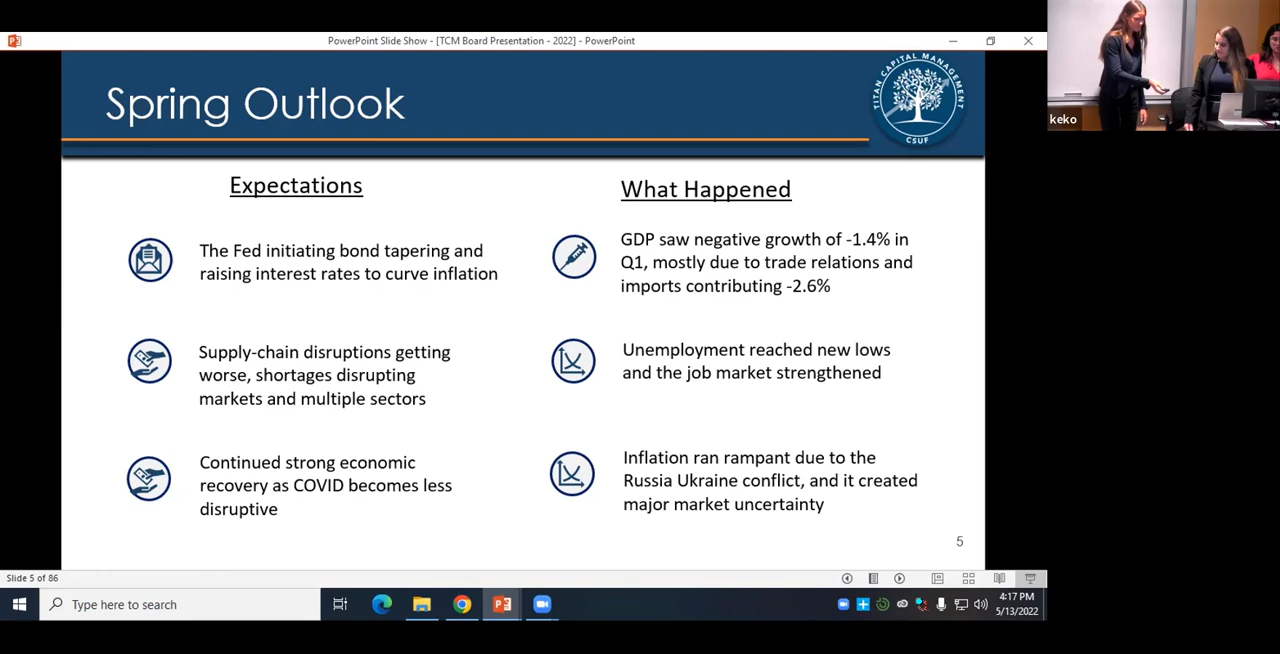 PowerPoint Slide Show - [TCM Board Presentation - 2022] - PowerPoint
Spring Outlook
TITAN CAPITAL MANAGEMENT
CSUF
keko
Expectations
The Fed initiating bond tapering and
raising interest rates to curve inflation
Supply-chain disruptions getting
worse, shortages disrupting
markets and multiple sectors
Continued strong economic
recovery as COVID becomes less
disruptive
What Happened
GDP saw negative growth of -1.4% in
Q1, mostly due to trade relations and
imports contributing -2.6%
Unemployment reached new lows
and the job market strengthened
Inflation ran rampant due to the
Russia Ukraine conflict, and it created
major market uncertainty
5
Slide 5 of 86
Type here to search
4:17 PM
5/13/2022